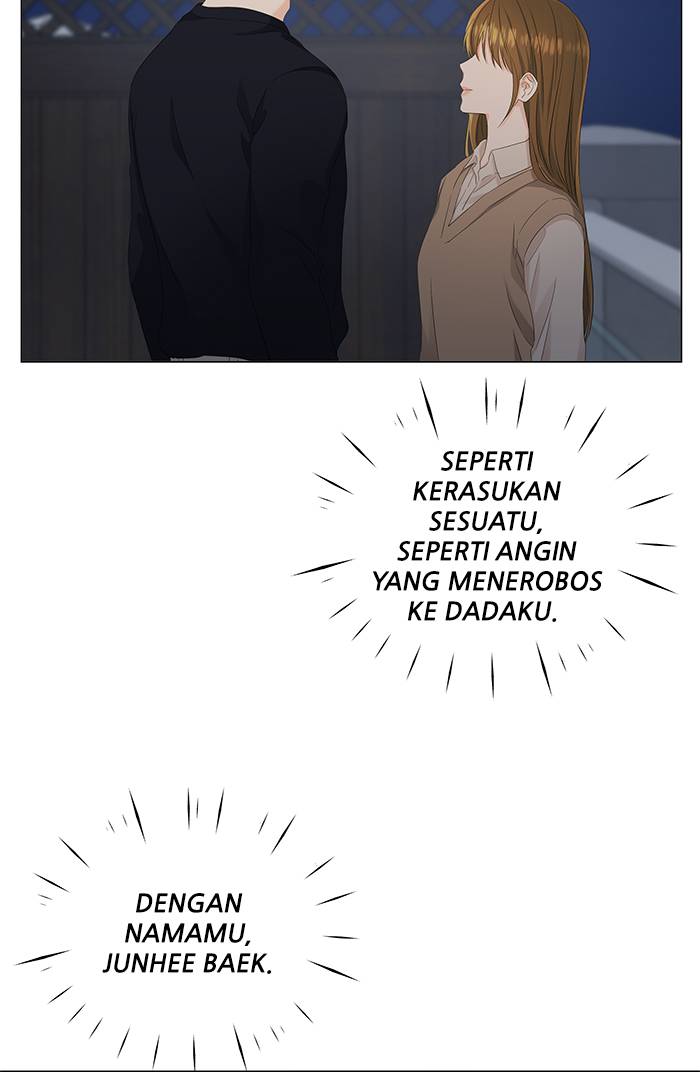 SEPERTI
KERASUKAN
SESUATU,
SEPERTI ANGIN
YANG MENEROBOS
KE DADAKU.
DENGAN
NAMAMU,
JUNHEE BAEK.